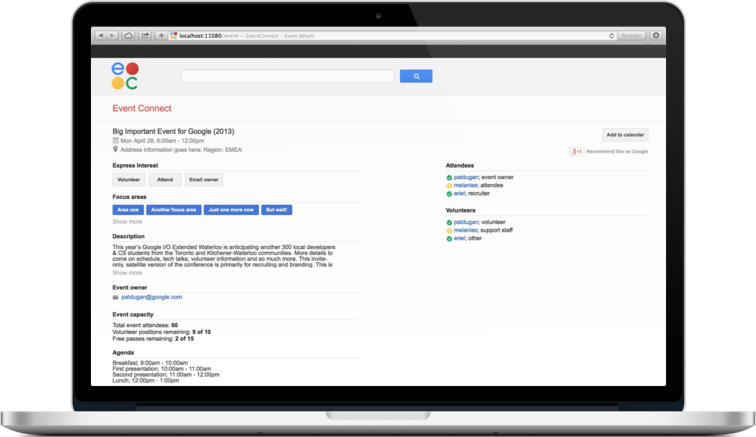 localhost:11080/event -- EventConnect – Event details
Reader
Event Connect
Big Important Event for Google (2013)
Add to calendar
Mon April 29, 8:00am - 12:00pm
Address information goes here; Region: EMEA
+1
Recommend this on Google
Express Interest
Volunteer
Attend
Email owner
Focus areas
Area one
Another focus area
Just one more now
But wait!
Show more
Description
This year's Google I/O Extended Waterloo is anticipating another 300 local developers
& CS students from the Toronto and Kitchener-Waterloo communities. More details to
come on schedule, tech talks, volunteer information and so much more. This invite-
only, satellite version of the conference is primarily for recruiting and branding. This is
Show more
Event owner
patdugan@google.com
Event capacity
Total event attendees: 60
Volunteer positions remaining: 9 of 10
Free passes remaining: 2 of 15
Agenda
Breakfast; 9:00am - 10:00am
First presentation; 10:00am - 11:00am
Second presentation; 11:00am - 12:00pm
Lunch; 12:00pm - 1:00pm
Attendees
patdugan; event owner
melanies; attendee
eriel; recruiter
Volunteers
patdugan; volunteer
melanies; support staff
eriel; other